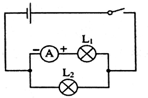 − A + L₁
L₂